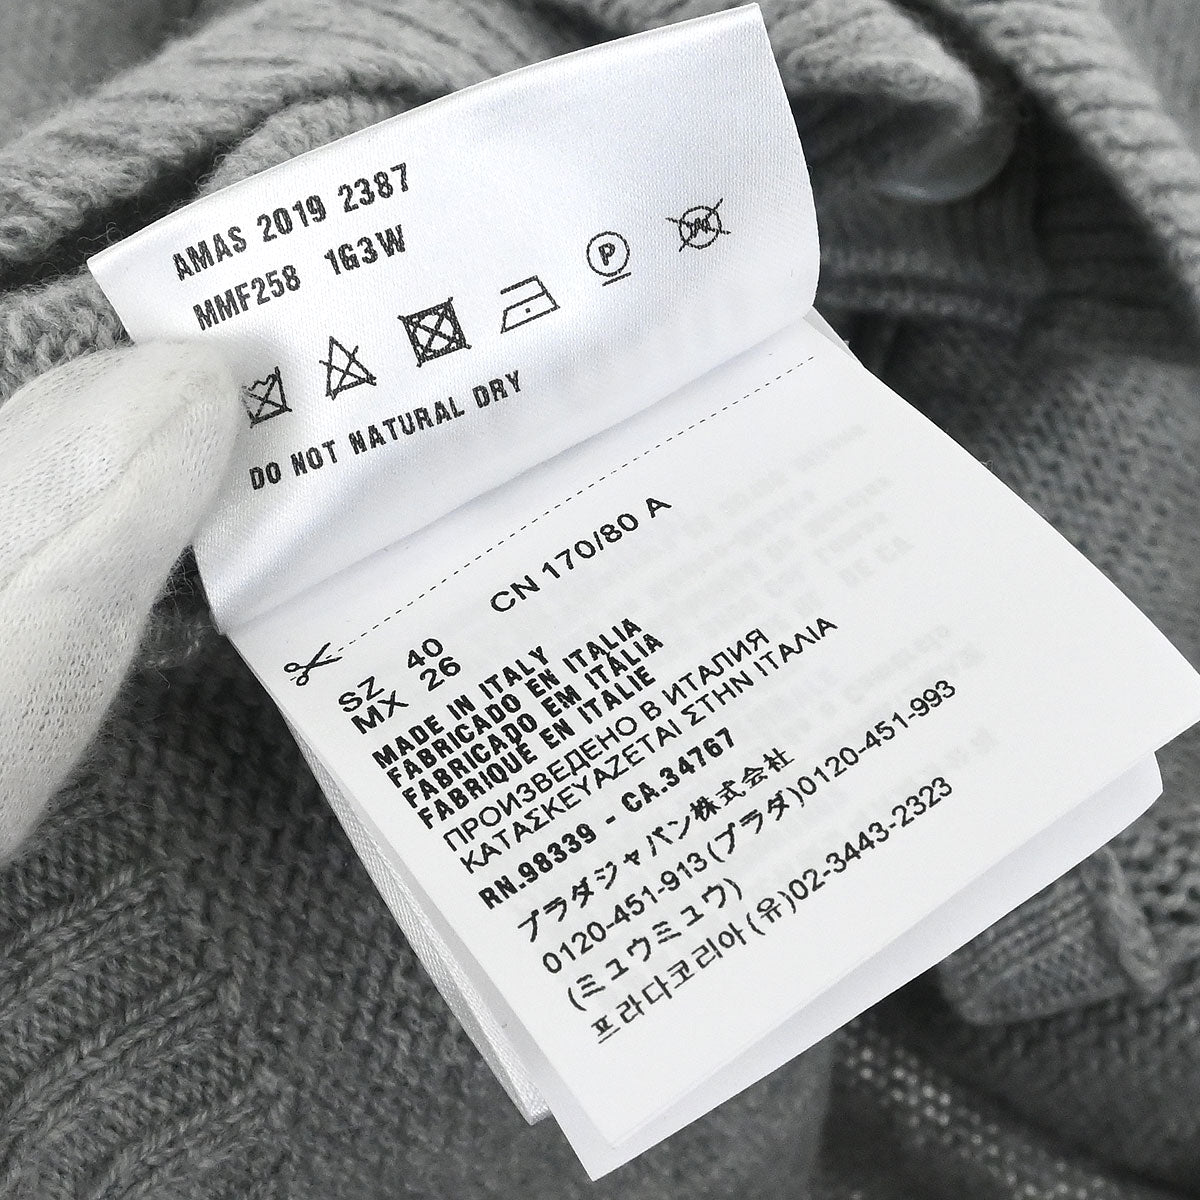 AMAS 2019 2387
MMF258 1G3W
P
W
DO NOT NATURAL DRY
CN 170/80 A
SZ 40
MX 26
MADE IN ITALY
FABRICADO EN ITALIA
FABRICADO EM ITÁLIA
FABRIQUÉ EN ITALIE
ПРОИЗВЕДЕНО В ИТАЛИЯ
ΚΑΤΑΣΚΕΥΑΖΕΤΑΙ ΣΤΗΝ ΙΤΑΛΙΑ
RN.98339 - CA.34767
プラダジャパン株式会社
0120-451-913(プラダ)0120-451-993
(ミュウミュウ)
프라다코리아(유)02-3443-2323